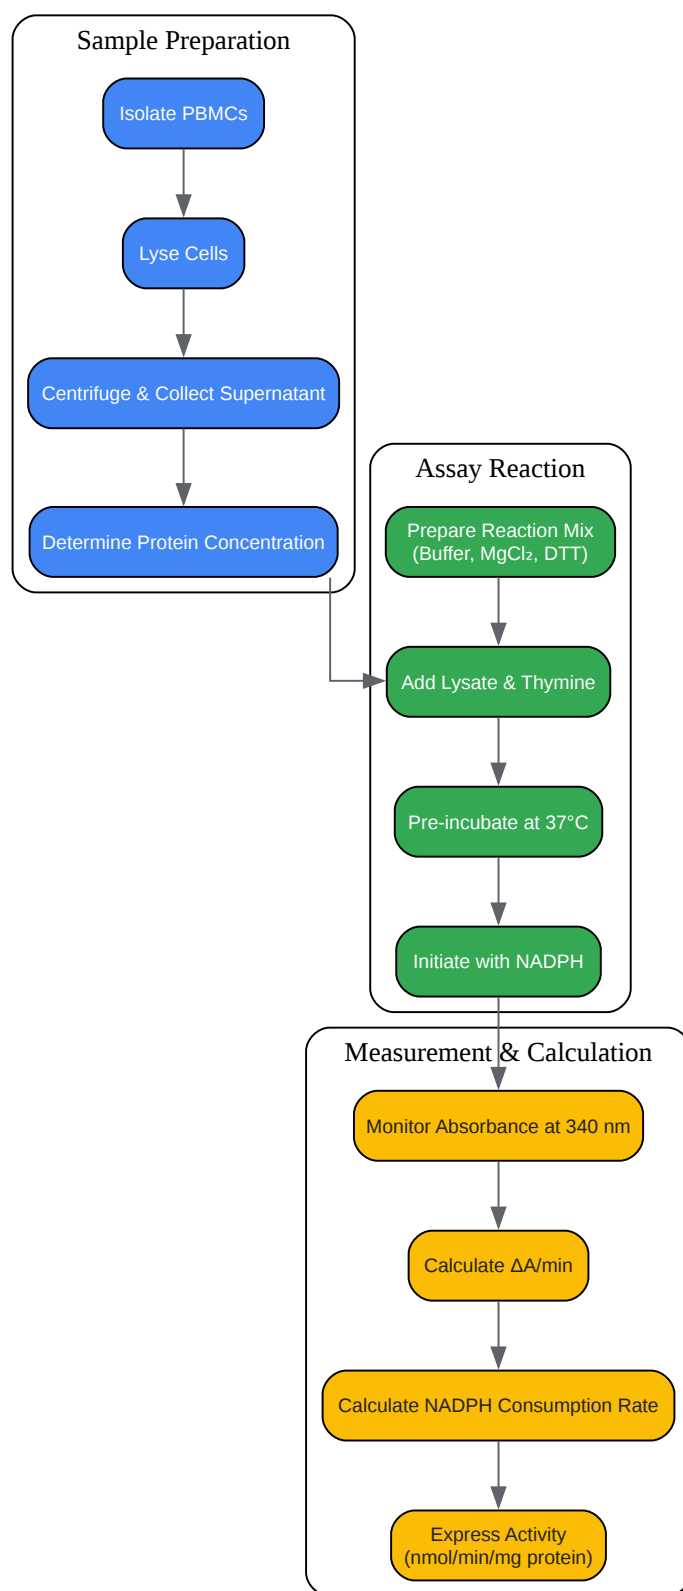 Sample Preparation
Isolate PBMCs
Lyse Cells
Centrifuge & Collect Supernatant
Determine Protein Concentration
Assay Reaction
Prepare Reaction Mix
(Buffer, MgCl₂, DTT)
Add Lysate & Thymine
Pre-incubate at 37°C
Initiate with NADPH
Measurement & Calculation
Monitor Absorbance at 340 nm
Calculate ΔA/min
Calculate NADPH Consumption Rate
Express Activity
(nmol/min/mg protein)